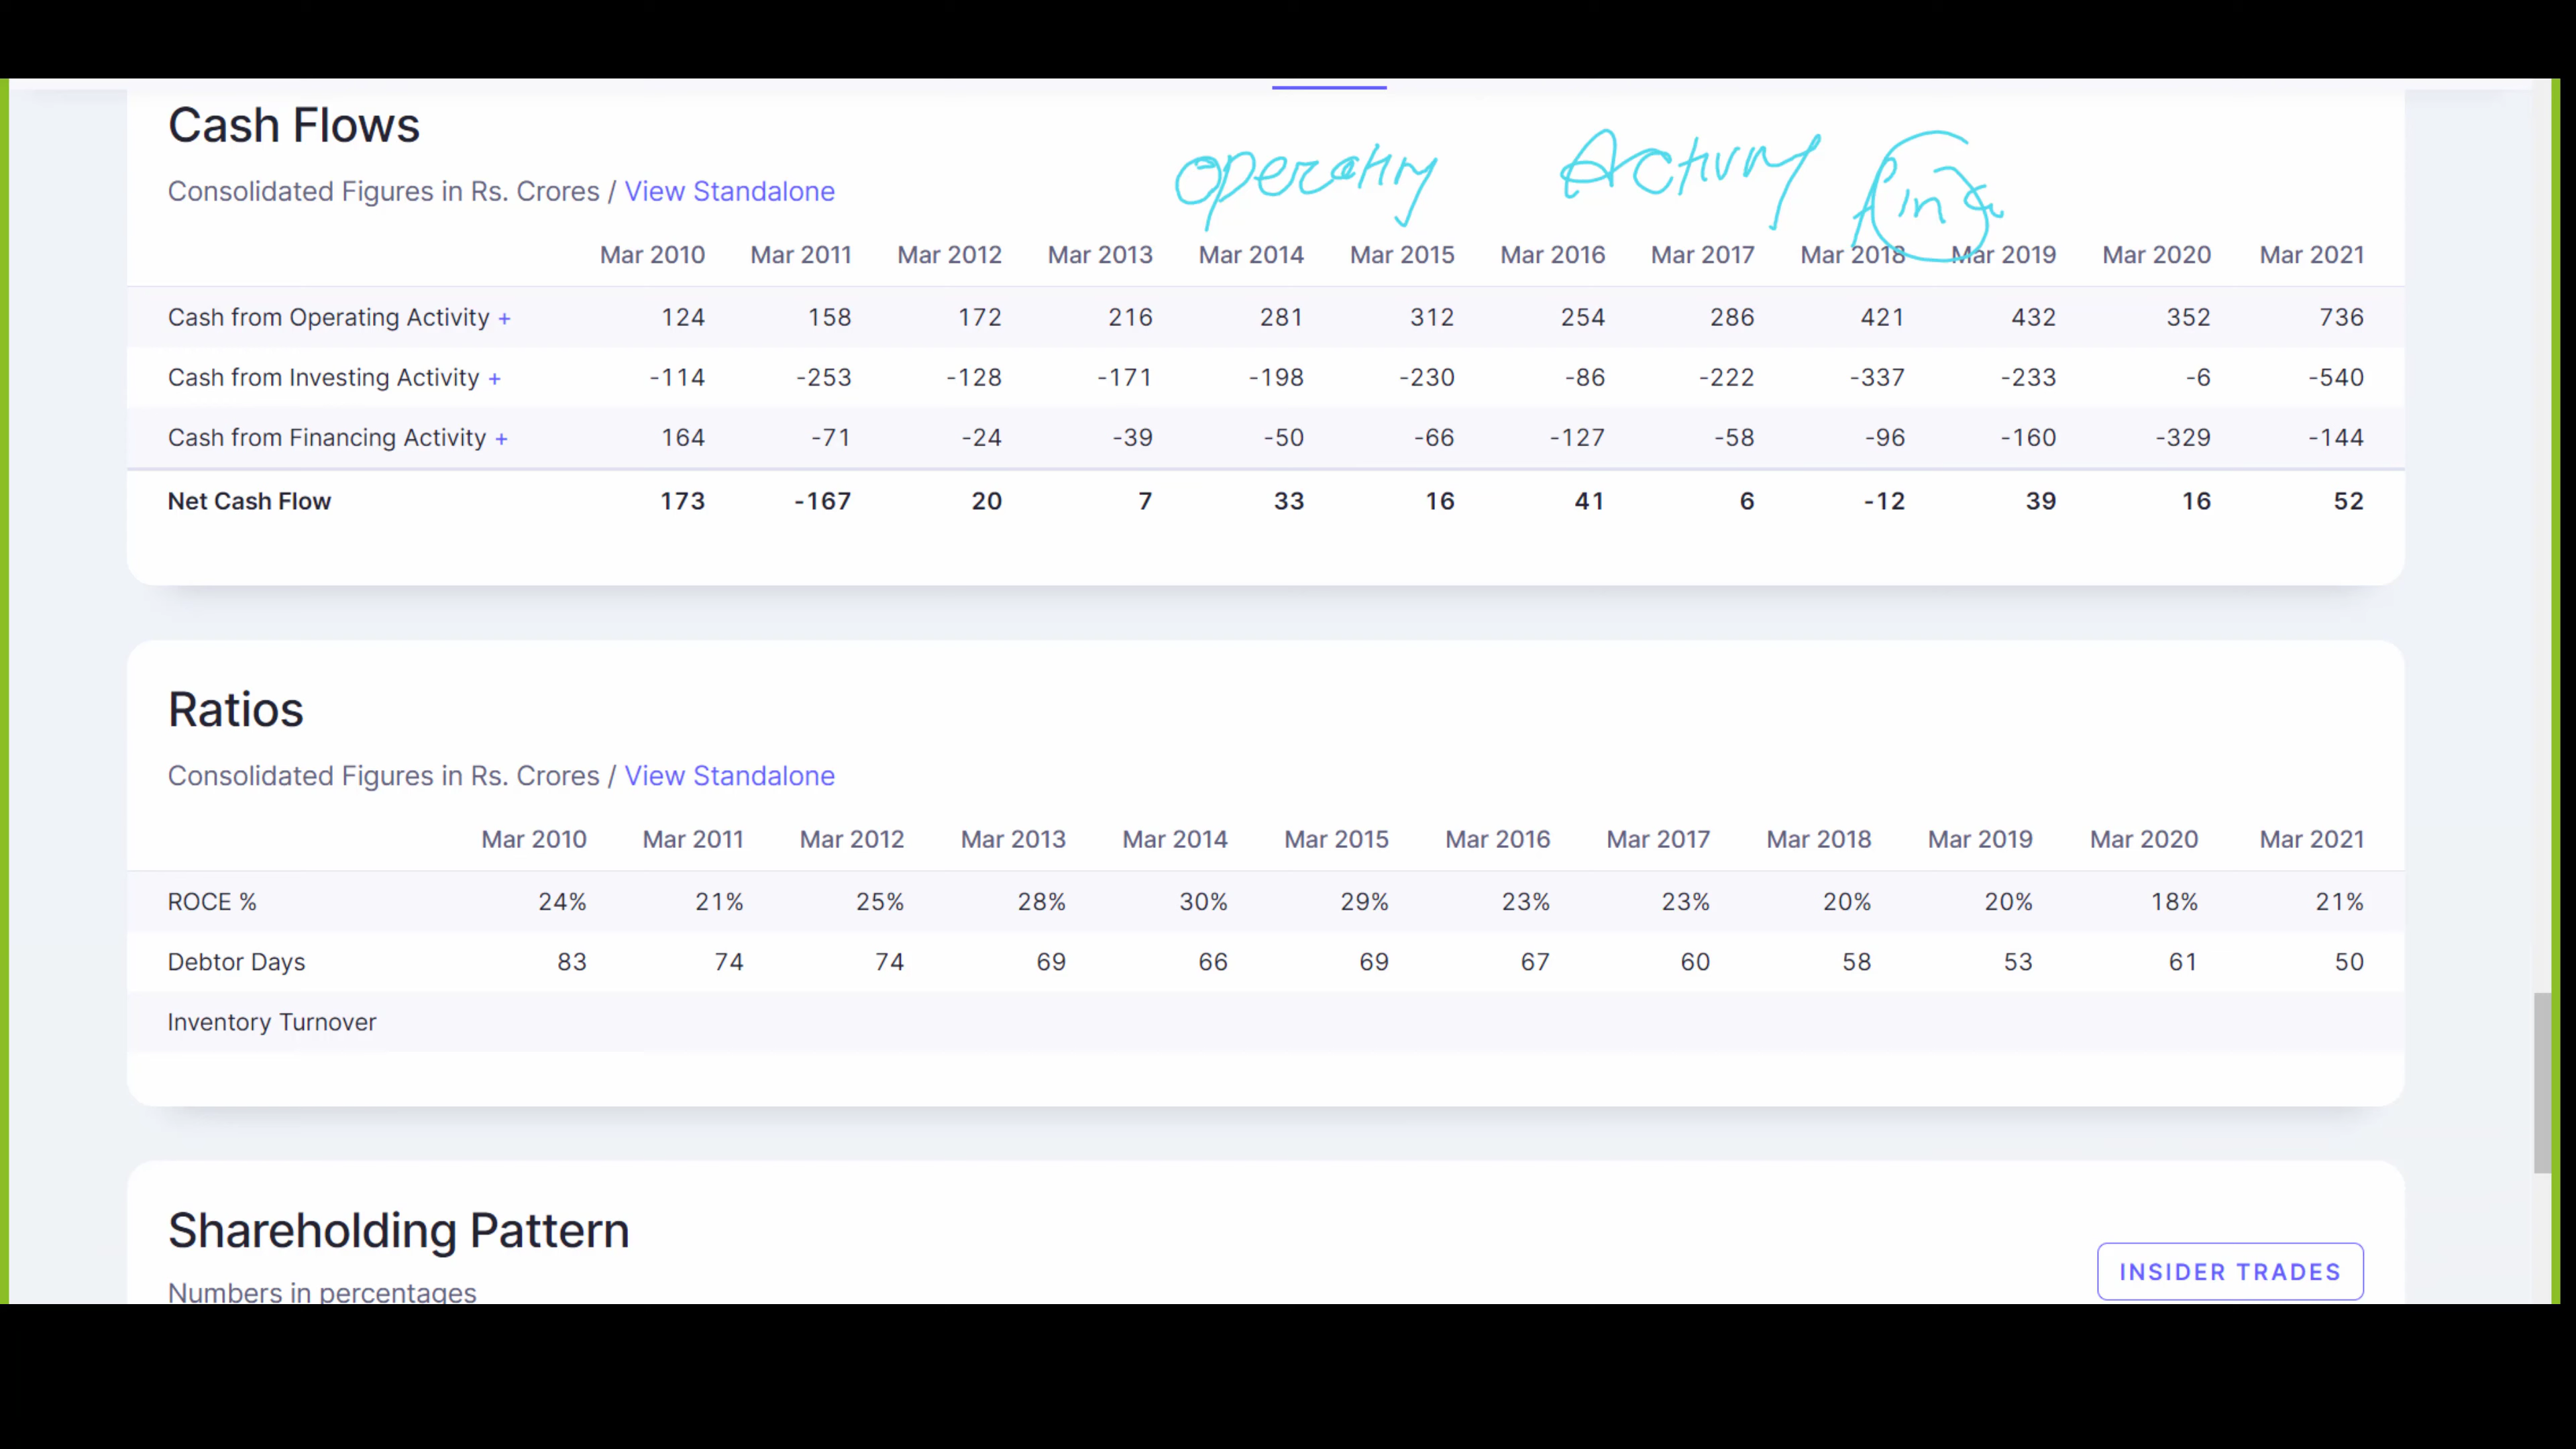 Cash Flows
Operating Activity
Consolidated Figures in Rs. Crores / View Standalone
Mar 2010 Mar 2011 Mar 2012 Mar 2013 Mar 2014 Mar 2015 Mar 2016 Mar 2017 Mar 2018 Mar 2019 Mar 2020 Mar 2021
Cash from Operating Activity + 124 158 172 216 281 312 254 286 421 432 352 736
Cash from Investing Activity + -114 -253 -128 -171 -198 -230 -86 -222 -337 -233 -6 -540
Cash from Financing Activity + 164 -71 -24 -39 -50 -66 -127 -58 -96 -160 -329 -144
Net Cash Flow 173 -167 20 7 33 16 41 6 -12 39 16 52
Ratios
Consolidated Figures in Rs. Crores / View Standalone
Mar 2010 Mar 2011 Mar 2012 Mar 2013 Mar 2014 Mar 2015 Mar 2016 Mar 2017 Mar 2018 Mar 2019 Mar 2020 Mar 2021
ROCE % 24% 21% 25% 28% 30% 29% 23% 23% 20% 20% 18% 21%
Debtor Days 83 74 74 69 66 69 67 60 58 53 61 50
Inventory Turnover
Shareholding Pattern
INSIDER TRADES
Numbers in percentages